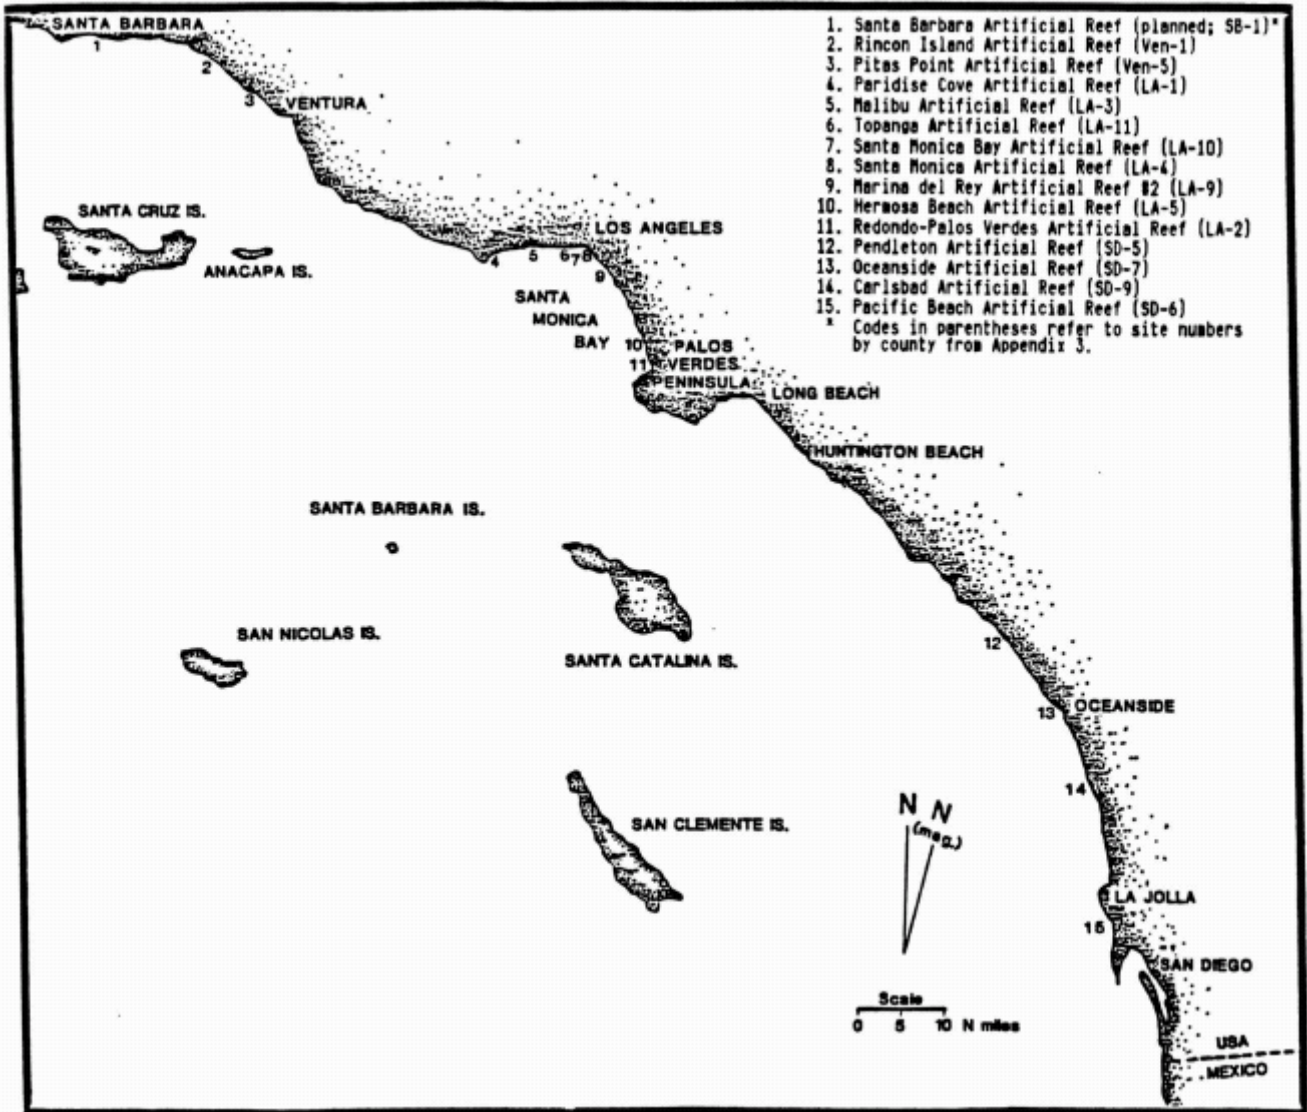 SANTA BARBARA
1. Santa Barbara Artificial Reef (planned; SB-1)*
2. Rincon Island Artificial Reef (Ven-1)
3. Pitas Point Artificial Reef (Ven-5)
4. Paridise Cove Artificial Reef (LA-1)
5. Malibu Artificial Reef (LA-3)
6. Topanga Artificial Reef (LA-11)
7. Santa Monica Bay Artificial Reef (LA-10)
8. Santa Monica Artificial Reef (LA-4)
9. Marina del Rey Artificial Reef #2 (LA-9)
10. Hermosa Beach Artificial Reef (LA-5)
11. Redondo-Palos Verdes Artificial Reef (LA-2)
12. Pendleton Artificial Reef (SD-5)
13. Oceanside Artificial Reef (SD-7)
14. Carlsbad Artificial Reef (SD-9)
15. Pacific Beach Artificial Reef (SD-6)
* Codes in parentheses refer to site numbers
by county from Appendix 3.
1
2
3
VENTURA
SANTA CRUZ IS.
ANACAPA IS.
LOS ANGELES
4 5 6 7 8
9
SANTA
MONICA
BAY
10
PALOS
11
VERDES
PENINSULA
LONG BEACH
HUNTINGTON BEACH
SANTA BARBARA IS.
SAN NICOLAS IS.
SANTA CATALINA IS.
12
13
OCEANSIDE
14
SAN CLEMENTE IS.
N N
(mag.)
LA JOLLA
15
SAN DIEGO
Scale
0 5 10 N miles
USA
MEXICO